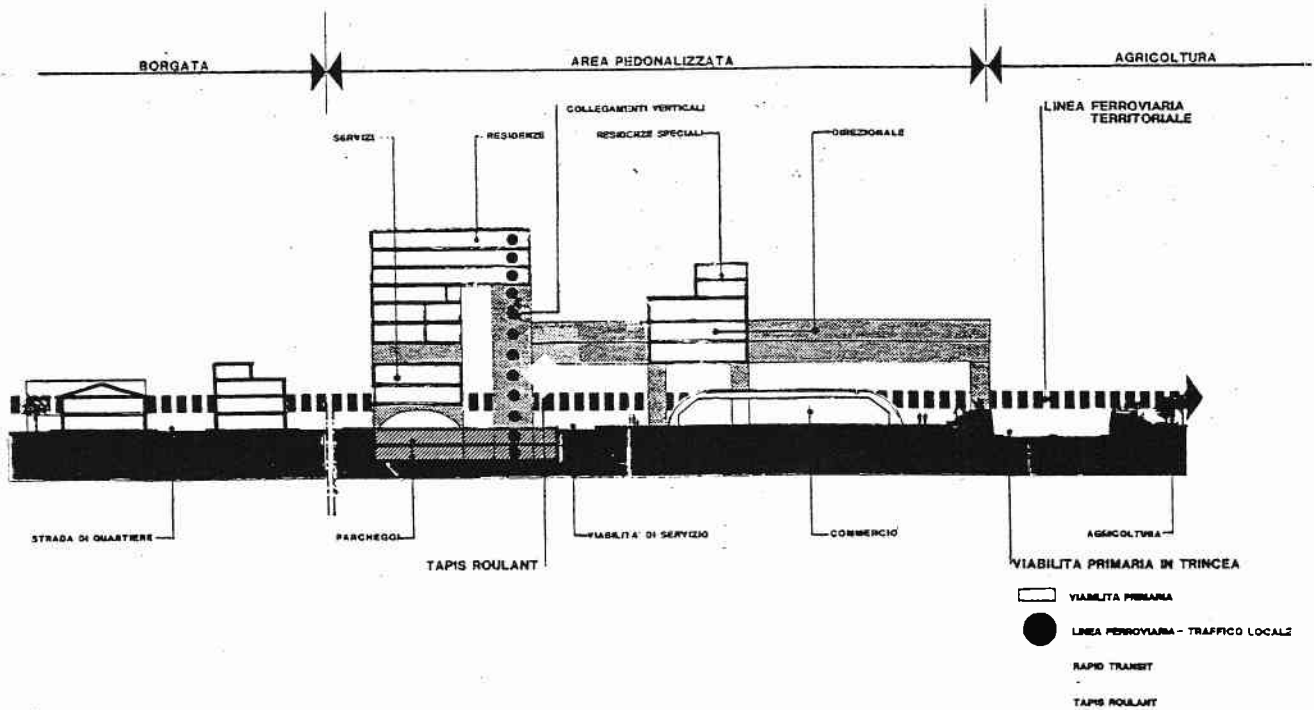 BORGATA
AREA PEDONALIZZATA
AGRICOLTURA
COLLEGAMENTI VERTICALI
LINEA FERROVIARIA
TERRITORIALE
SERVIZI
RESIDENZE
RESIDENZE SPECIALI
DIREZIONALE
STRADA DI QUARTIERE
PARCHEGGI
VIABILITA' DI SERVIZIO
COMMERCIO
AGRICOLTURA
TAPIS ROULANT
VIABILITA PRIMARIA IN TRINCEA
VIABILITA PRIMARIA
LINEA FERROVIARIA - TRAFFICO LOCALE
RAPID TRANSIT
TAPIS ROULANT